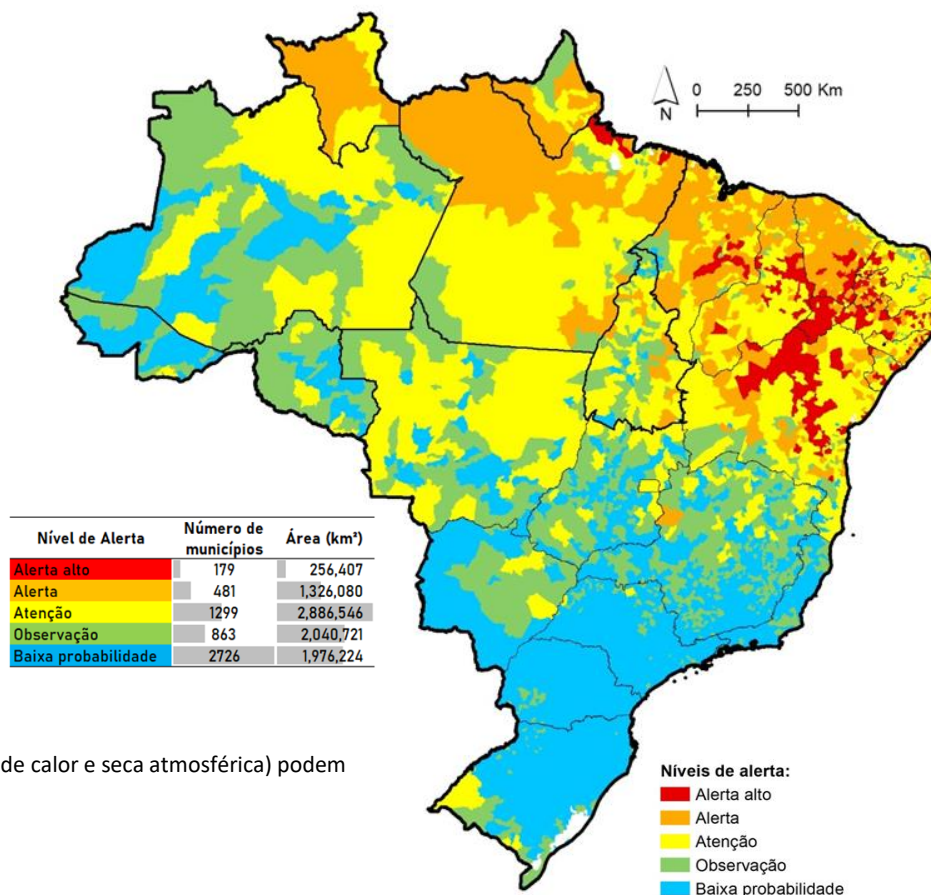 0 250 500 Km
N
Nível de Alerta Número de municípios Área (km²)
Alerta alto 179 256,407
Alerta 481 1,326,080
Atenção 1299 2,886,546
Observação 863 2,040,721
Baixa probabilidade 2726 1,976,224
de calor e seca atmosférica) podem
Níveis de alerta:
Alerta alto
Alerta
Atenção
Observação
Baixa probabilidade